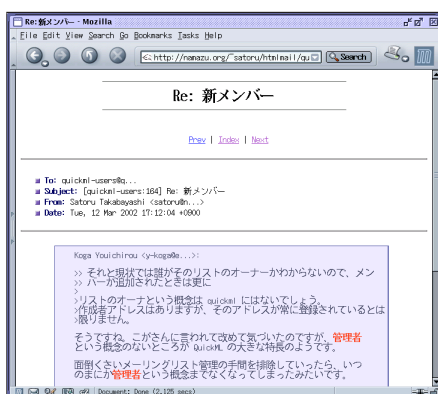 Re: 新メンバー - Mozilla
File Edit View Search Go Bookmarks Tasks Help
http://namazu.org/~satoru/htmlmail/qu
Search
Re: 新メンバー
Prev | Index | Next
To: quickml-users@q...
Subject: [quickml-users:164] Re: 新メンバー
From: Satoru Takabayashi <satoru@n...>
Date: Tue, 12 Mar 2002 17:12:04 +0900
Koga Youichirou <y-koga@e...>:
>> それと現状では誰がそのリストのオーナーかわからないので、メン
>> バーが追加されたときは更に
>
>リストのオーナという概念は quickml にはないでしょう。
>作成者アドレスはありますが、そのアドレスが常に登録されているとは
>限りません。
そうですね。こがさんに言われて改めて気づいたのですが、管理者
という概念のないところが QuickML の大きな特長のようです。
面倒くさいメーリングリスト管理の手間を排除していったら、いつ
のまにか管理者という概念までなくなってしまったみたいです。
Document: Done (2.125 secs)